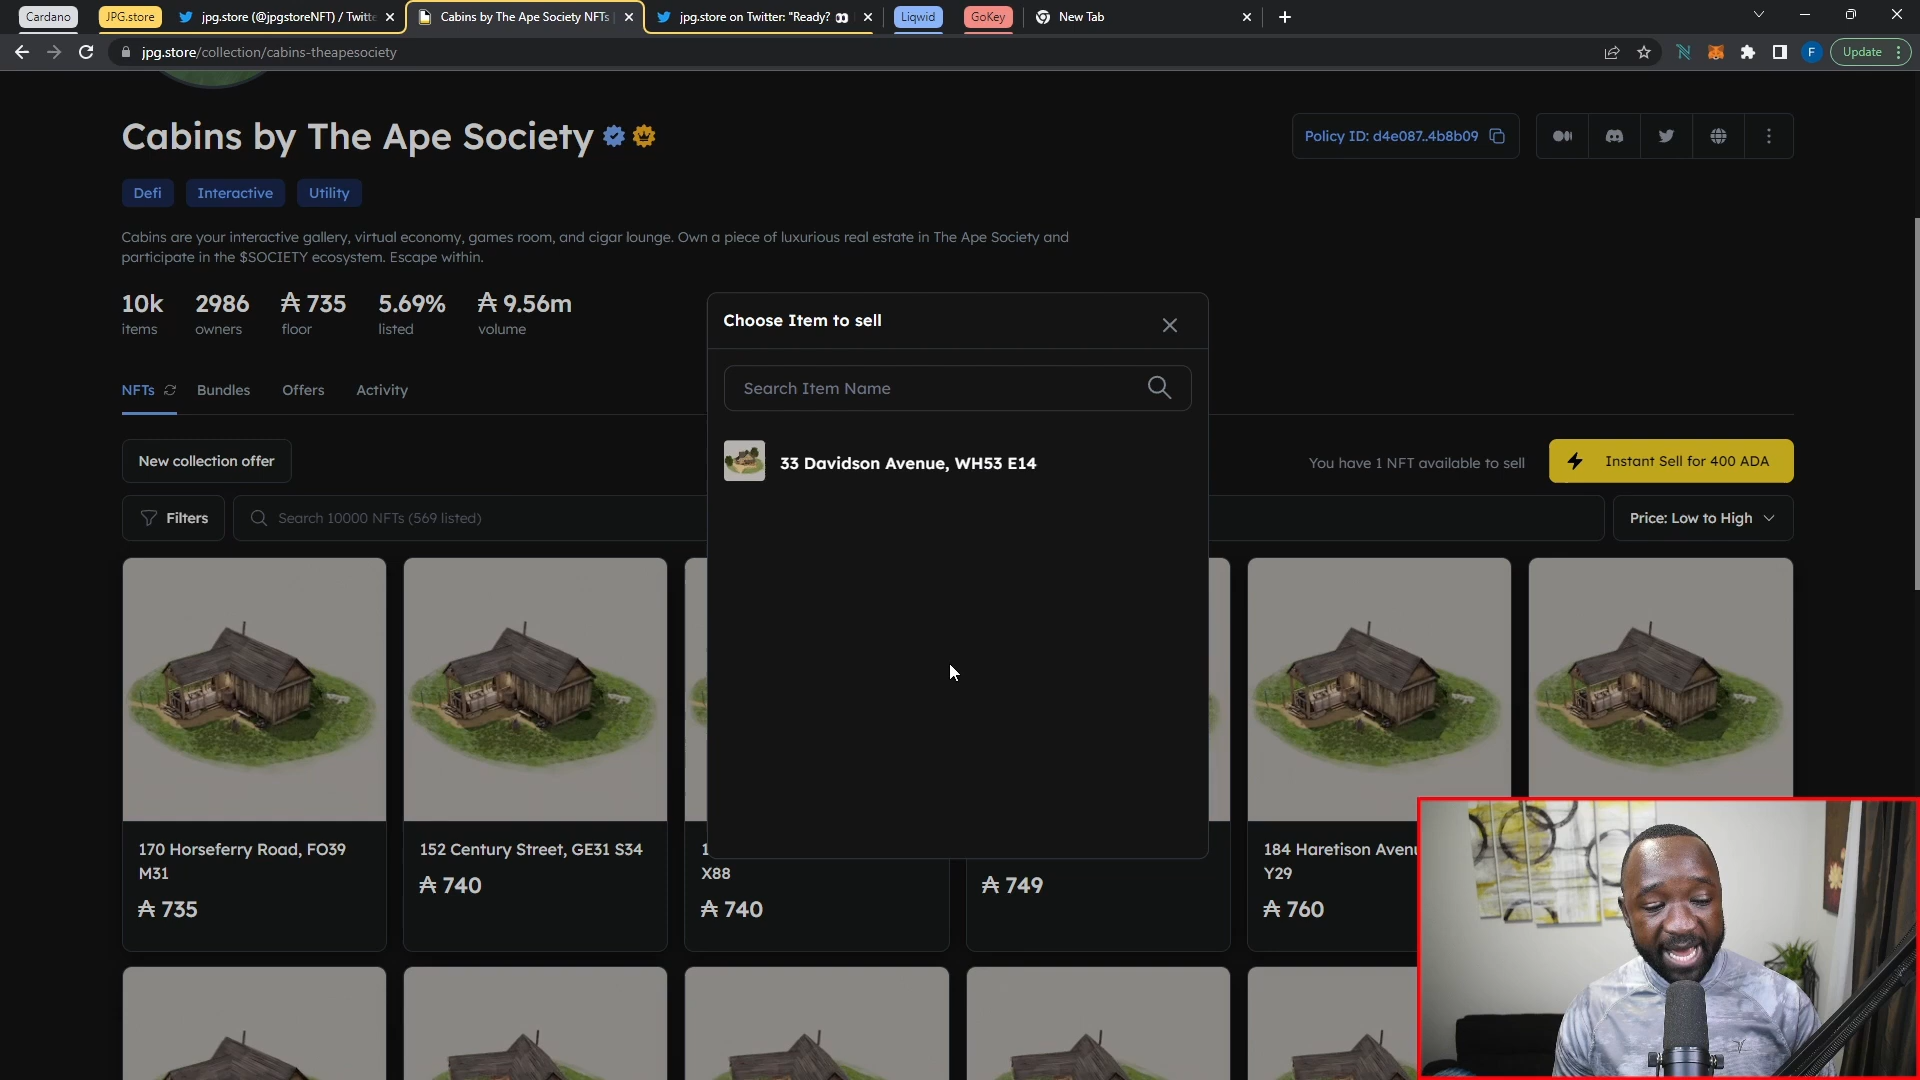 Cardano
JPG.store
jpg.store (@jpgstoreNFT) / Twitte
Cabins by The Ape Society NFTs
jpg.store on Twitter: "Ready? 👀
Liqwid
GoKey
New Tab
jpg.store/collection/cabins-theapesociety
F
Update
Cabins by The Ape Society
Policy ID: d4e087..4b8b09
Defi
Interactive
Utility
Cabins are your interactive gallery, virtual economy, games room, and cigar lounge. Own a piece of luxurious real estate in The Ape Society and
participate in the $SOCIETY ecosystem. Escape within.
10k
2986
₳ 735
5.69%
₳ 9.56m
items
owners
floor
listed
volume
Choose Item to sell
Search Item Name
33 Davidson Avenue, WH53 E14
NFTs
Bundles
Offers
Activity
New collection offer
You have 1 NFT available to sell
Instant Sell for 400 ADA
Filters
Search 10000 NFTs (569 listed)
Price: Low to High
170 Horseferry Road, FO39
M31
₳ 735
152 Century Street, GE31 S34
₳ 740
1
X88
₳ 740
₳ 749
184 Haretison Avenu
Y29
₳ 760